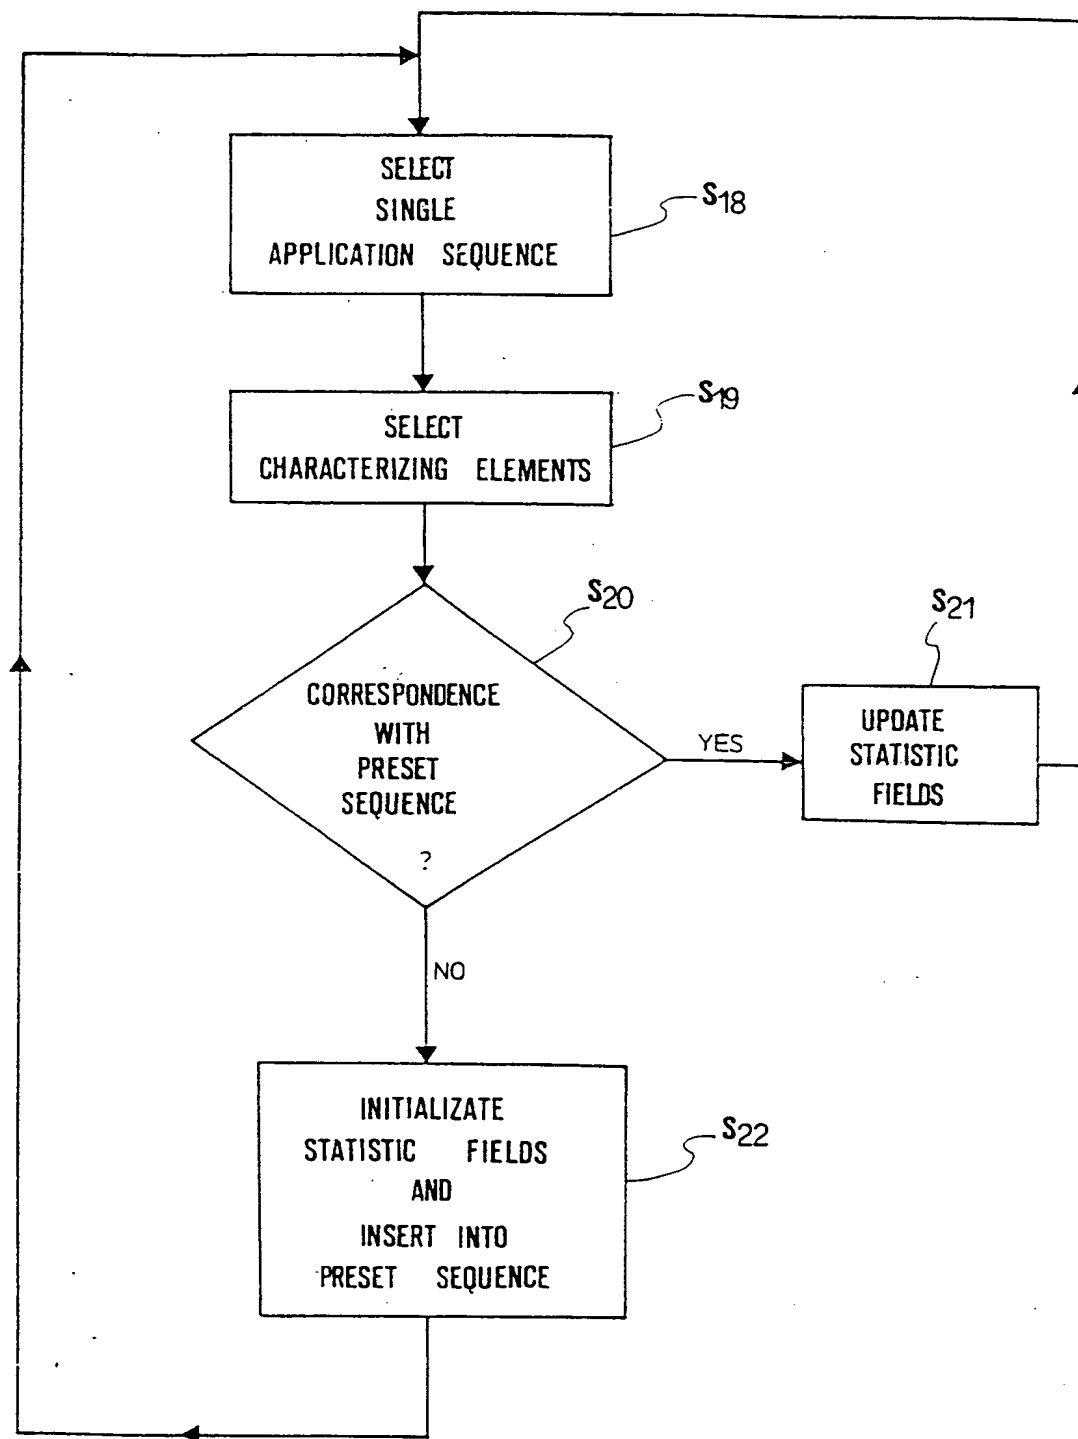 SELECT
SINGLE
APPLICATION SEQUENCE
S18
SELECT
CHARACTERIZING ELEMENTS
S19
CORRESPONDENCE
WITH
PRESET
SEQUENCE
?
S20
YES
UPDATE
STATISTIC
FIELDS
S21
NO
INITIALIZATE
STATISTIC FIELDS
AND
INSERT INTO
PRESET SEQUENCE
S22